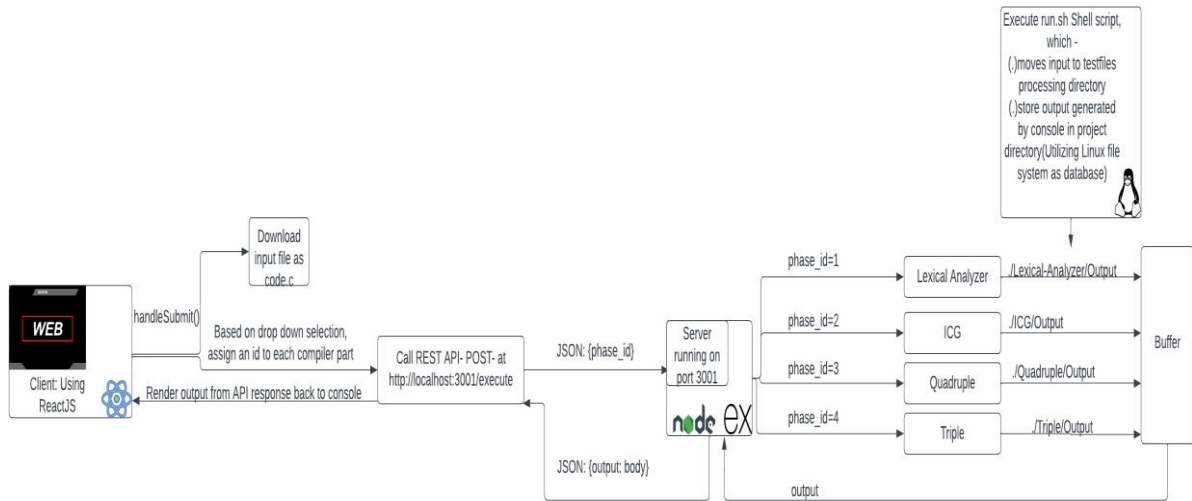 Execute run.sh Shell script,
which -
(.)moves input to testfiles
processing directory
(.)store output generated
by console in project
directory(Utilizing Linux file
system as database)
Download
input file as
code.c
WEB
Client: Using
ReactJS
handleSubmit()
Based on drop down selection,
assign an id to each compiler part
Render output from API response back to console
Call REST API- POST- at
http://localhost:3001/execute
JSON: {phase_id}
JSON: {output: body}
Server
running on
port 3001
node ex
phase_id=1
Lexical Analyzer
./Lexical-Analyzer/Output
phase_id=2
ICG
./ICG/Output
phase_id=3
Quadruple
./Quadruple/Output
phase_id=4
Triple
./Triple/Output
Buffer
output